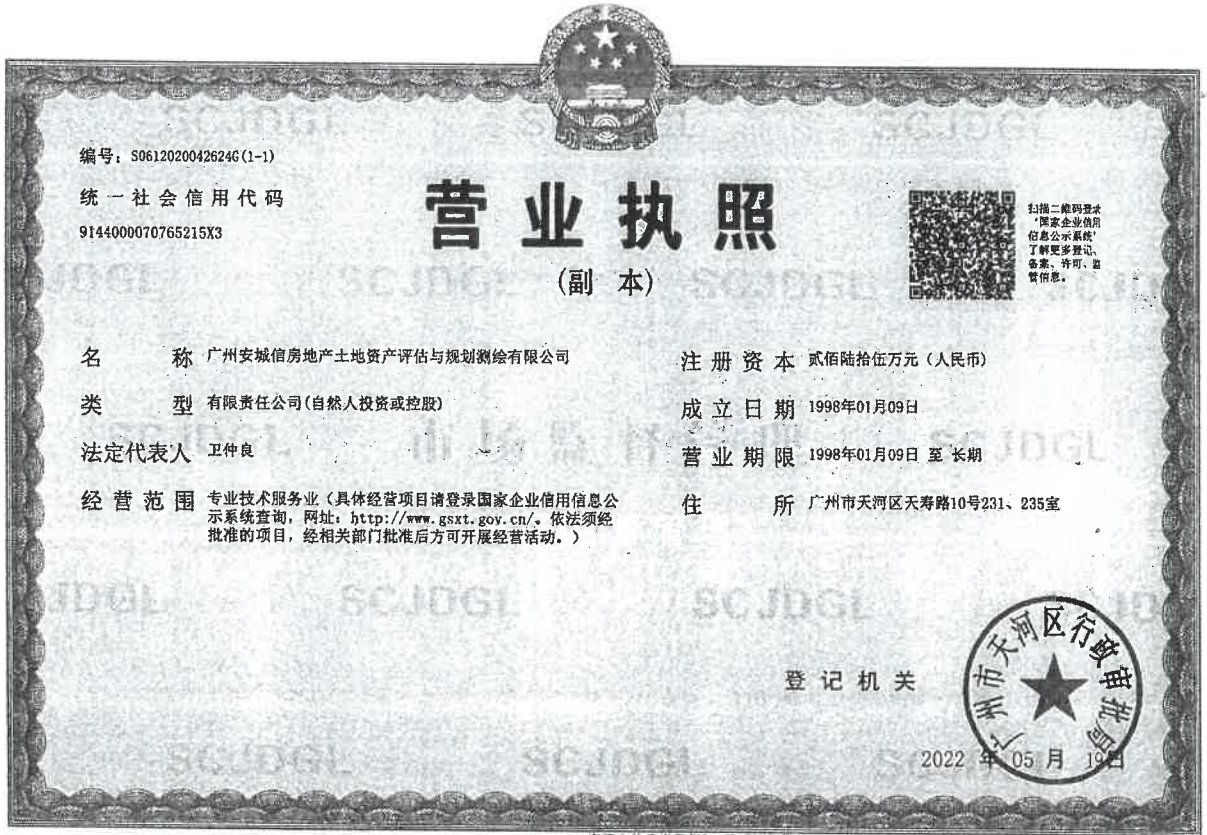 编号：S0612020042624G(1-1)
统一社会信用代码
9144000070765215X3
营业执照
(副 本)
扫描二维码登录
‘国家企业信用
信息公示系统’
了解更多登记、
备案、许可、监
管信息。
名 称 广州安城信房地产土地资产评估与规划测绘有限公司
类 型 有限责任公司(自然人投资或控股)
法定代表人 卫仲良
经营范围 专业技术服务业（具体经营项目请登录国家企业信用信息公
示系统查询，网址：http://www.gsxt.gov.cn/。依法须经
批准的项目，经相关部门批准后方可开展经营活动。）
注册资本 贰佰陆拾伍万元（人民币）
成立日期 1998年01月09日
营业期限 1998年01月09日 至 长期
住 所 广州市天河区天寿路10号231、235室
登记机关
广州市天河区行政审批局
2022 年 05 月 19日
SCJDGL